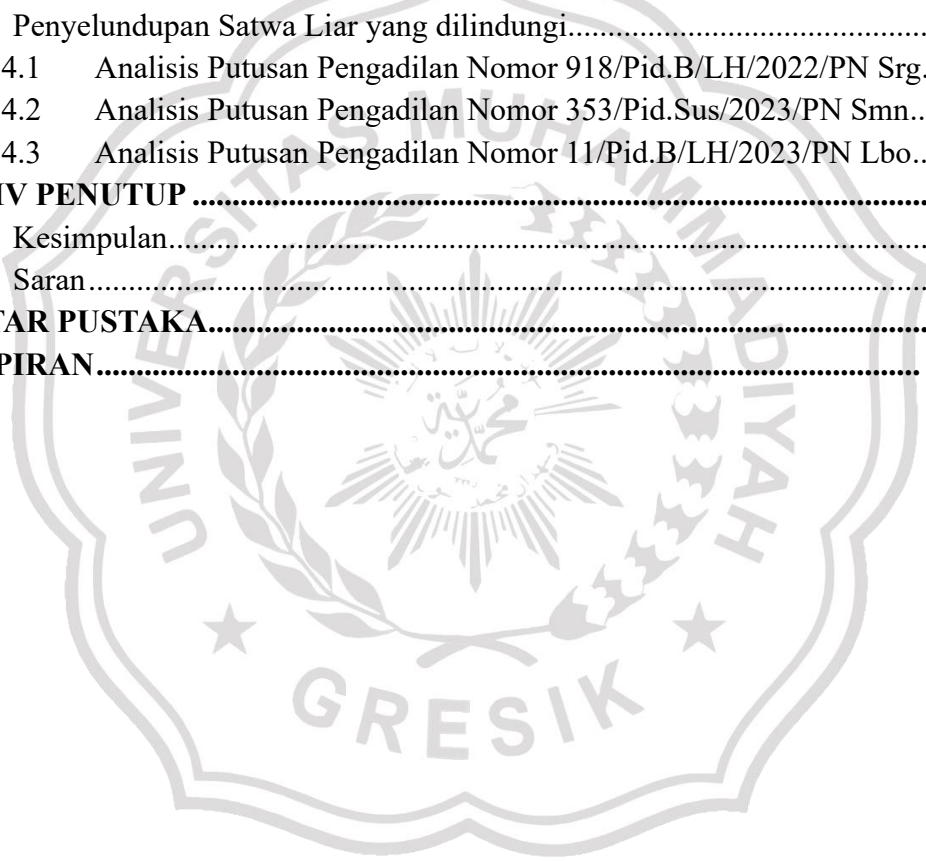 Penyelundupan Satwa Liar yang dilindungi....................................
4.1 Analisis Putusan Pengadilan Nomor 918/Pid.B/LH/2022/PN Srg.
4.2 Analisis Putusan Pengadilan Nomor 353/Pid.Sus/2023/PN Smn..
4.3 Analisis Putusan Pengadilan Nomor 11/Pid.B/LH/2023/PN Lbo..
IV PENUTUP ....................................................................................
Kesimpulan....................................................................................
Saran..............................................................................................
TAR PUSTAKA..............................................................................
PIRAN............................................................................................
UNIVERSITAS MUHAMMADIYAH
GRESIK